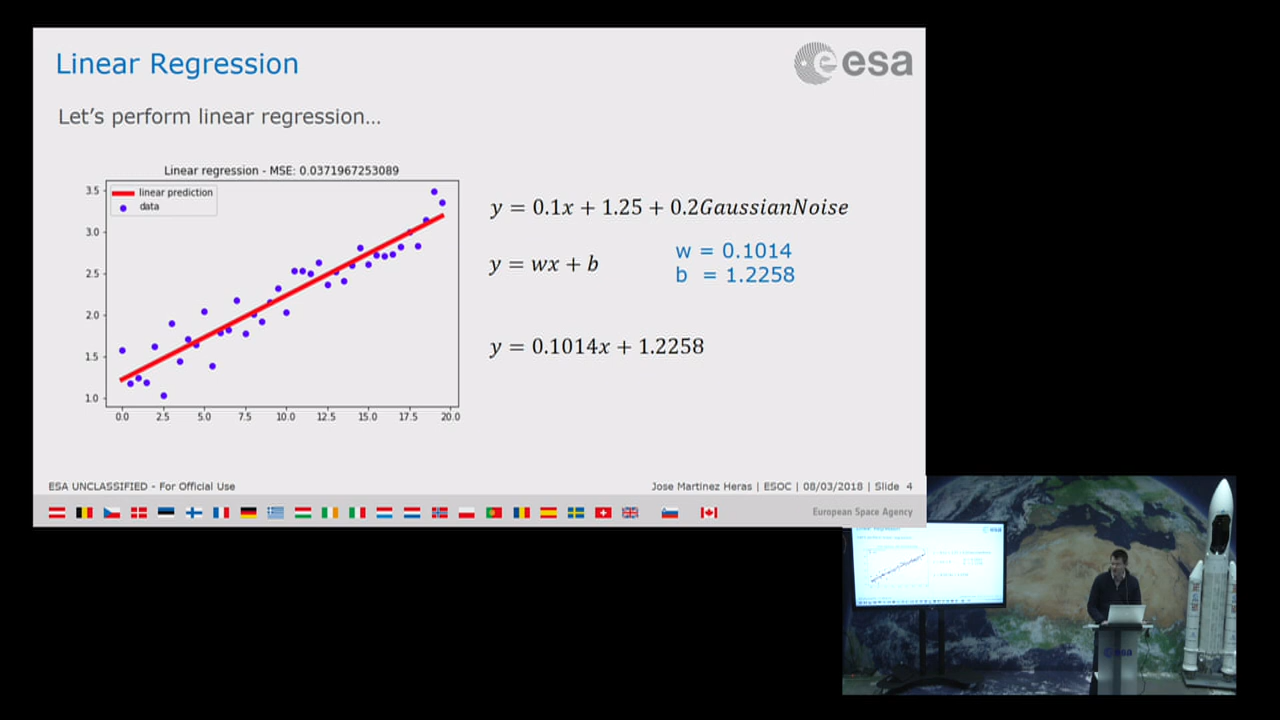 Linear Regression
esa
Let's perform linear regression...
Linear regression - MSE: 0.0371967253089
linear prediction
data
3.5
3.0
2.5
2.0
1.5
1.0
0.0 2.5 5.0 7.5 10.0 12.5 15.0 17.5 20.0
y = 0.1x + 1.25 + 0.2GaussianNoise
y = wx + b
w = 0.1014
b = 1.2258
y = 0.1014x + 1.2258
ESA UNCLASSIFIED - For Official Use
Jose Martinez Heras | ESOC | 08/03/2018 | Slide 4
European Space Agency
Linear Regression
esa
esa